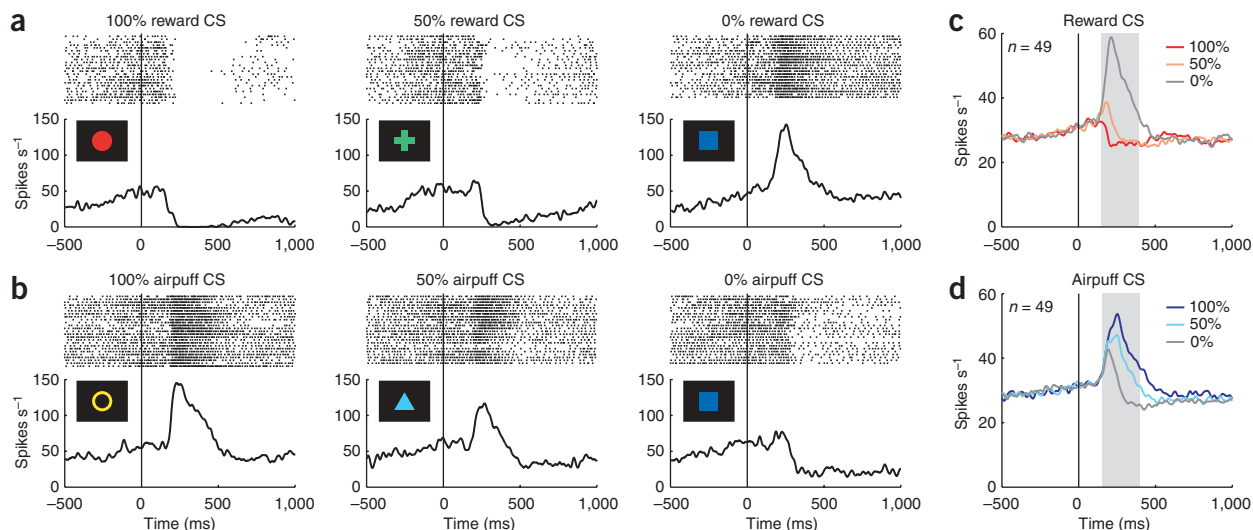 a
100% reward CS
50% reward CS
0% reward CS
Spikes s⁻¹
150
100
50
0
–500 0 500 1,000
–500 0 500 1,000
–500 0 500 1,000
150
100
50
0
150
100
50
0
b
100% airpuff CS
50% airpuff CS
0% airpuff CS
Spikes s⁻¹
150
100
50
0
150
100
50
0
150
100
50
0
–500 0 500 1,000
–500 0 500 1,000
–500 0 500 1,000
Time (ms)
Time (ms)
Time (ms)
c
Reward CS
n = 49
100%
50%
0%
Spikes s⁻¹
60
40
20
0
–500 0 500 1,000
d
Airpuff CS
n = 49
100%
50%
0%
Spikes s⁻¹
60
40
20
0
–500 0 500 1,000
Time (ms)